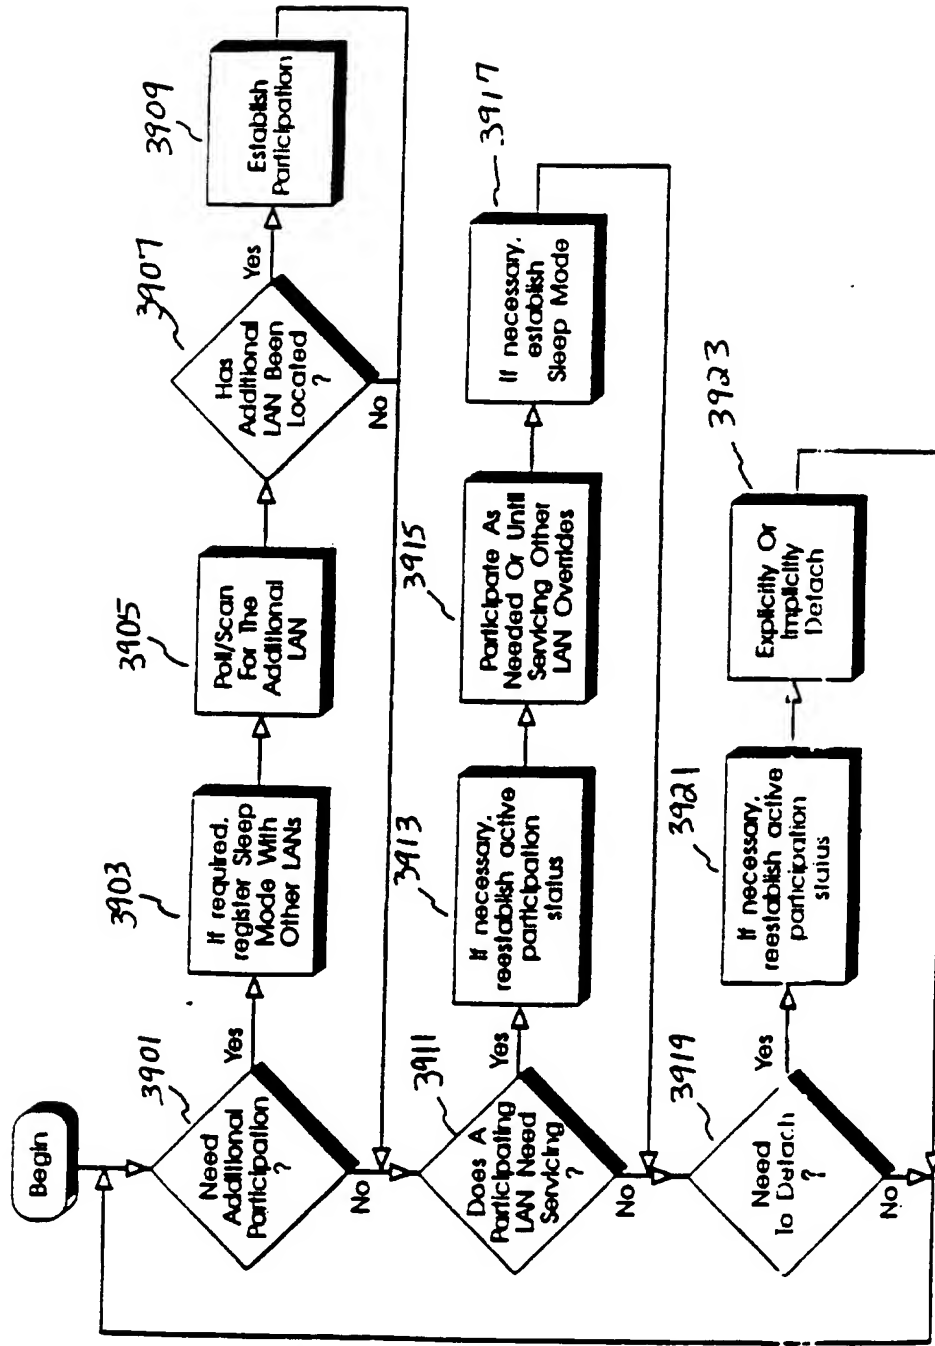 Begin
3901
Need
Additional
Participation
?
Yes
No
3903
If required,
register Sleep
Mode With
Other LANs
3905
Poll/Scan
For The
Additional
LAN
3907
Has
Additional
LAN Been
Located
?
Yes
No
3909
Establish
Participation
3911
Does A
Participating
LAN Need
Servicing
?
Yes
No
3913
If necessary,
reestablish active
participation
status
3915
Participate As
Needed Or Until
Servicing Other
LAN Overrides
3917
If necessary,
establish
Sleep Mode
3919
Need
To Detach
?
Yes
No
3921
If necessary,
reestablish active
participation
status
3923
Explicitly Or
Implicitly
Detach